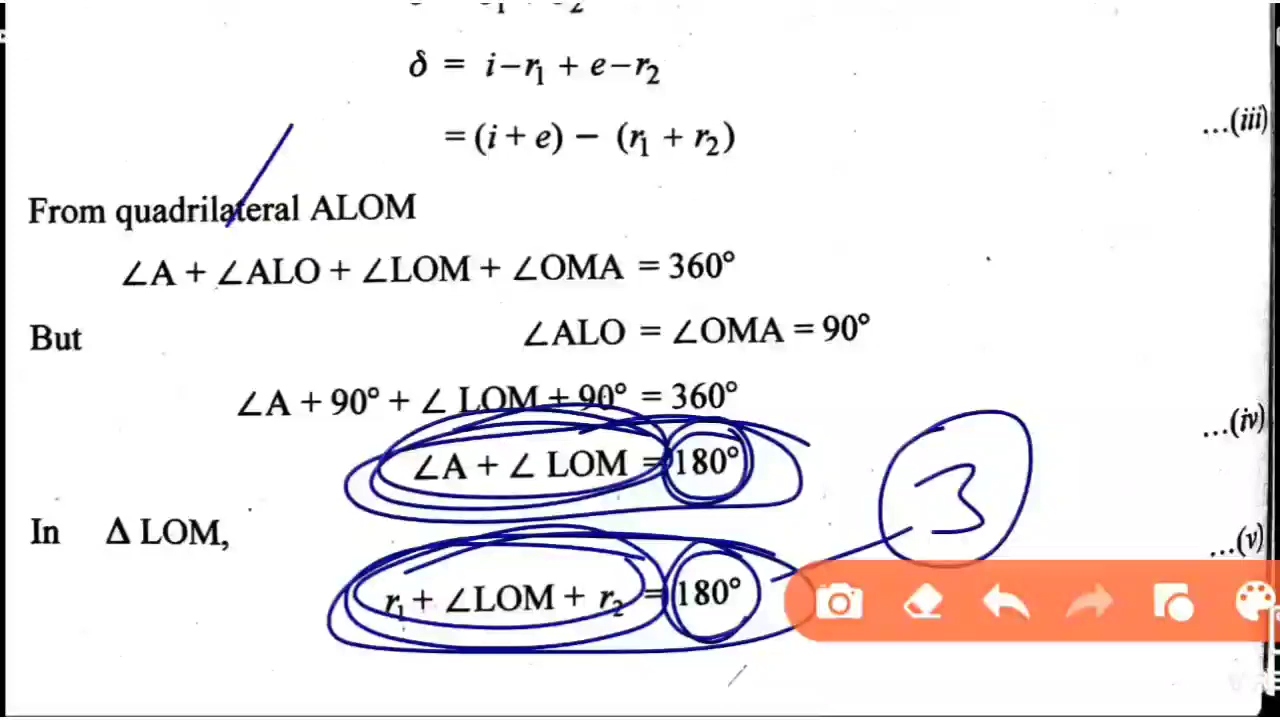 δ = i−r₁ + e−r₂
= (i + e) − (r₁ + r₂) ...(iii)
From quadrilateral ALOM
∠A + ∠ALO + ∠LOM + ∠OMA = 360°
But ∠ALO = ∠OMA = 90°
∠A + 90° + ∠ LOM + 90° = 360°
...(iv)
∠A + ∠ LOM = 180°
3
In Δ LOM,
...(v)
r₁ + ∠LOM + r₂ = 180°